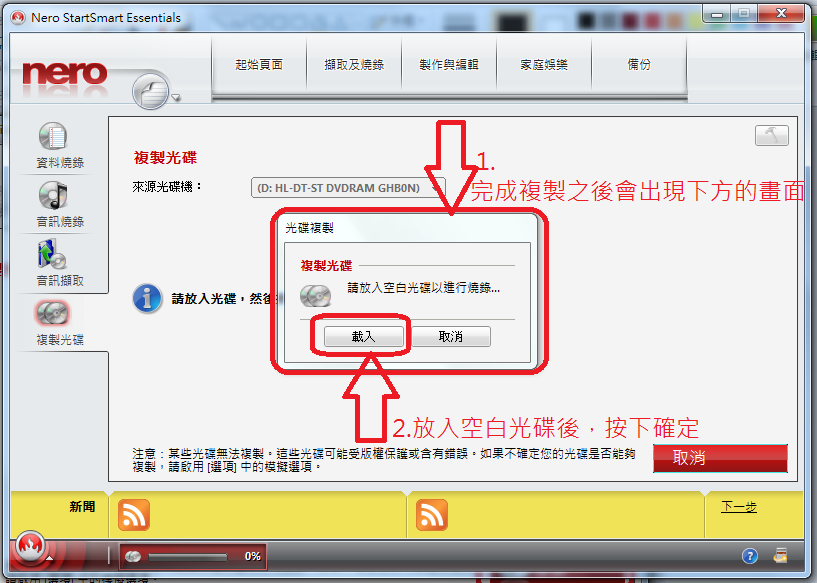 Nero StartSmart Essentials
nero
起始頁面
擷取及燒錄
製作與編輯
家庭娛樂
備份
資料燒錄
音訊燒錄
音訊擷取
複製光碟
複製光碟
來源光碟機：
(D: HL-DT-ST DVDRAM GHB0N)
1.
完成複製之後會出現下方的畫面
光碟複製
複製光碟
請放入空白光碟以進行燒錄...
請放入光碟，然後
載入
取消
2.放入空白光碟後，按下確定
注意：某些光碟無法複製。這些光碟可能受版權保護或含有錯誤。如果不確定您的光碟是否能夠
複製，請啟用 [選項] 中的模擬選項。
取消
新聞
下一步
0%